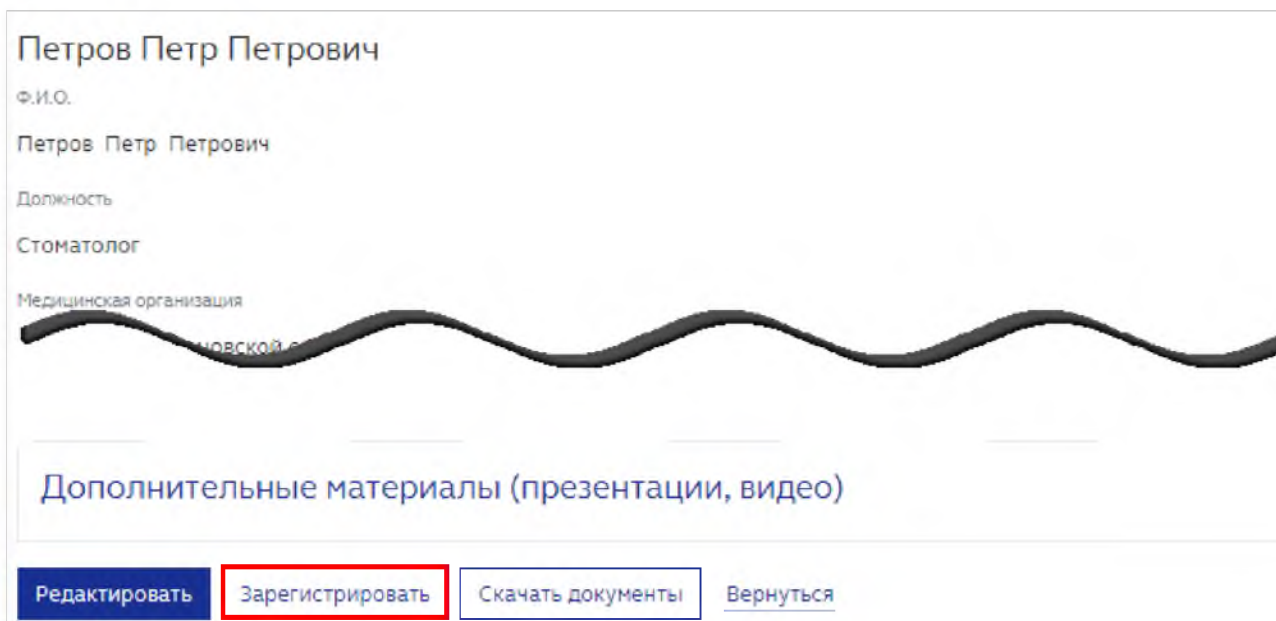 Петров Петр Петрович
Ф.И.О.
Петров Петр Петрович
Должность
Стоматолог
Медицинская организация
Дополнительные материалы (презентации, видео)
Редактировать Зарегистрировать Скачать документы Вернуться